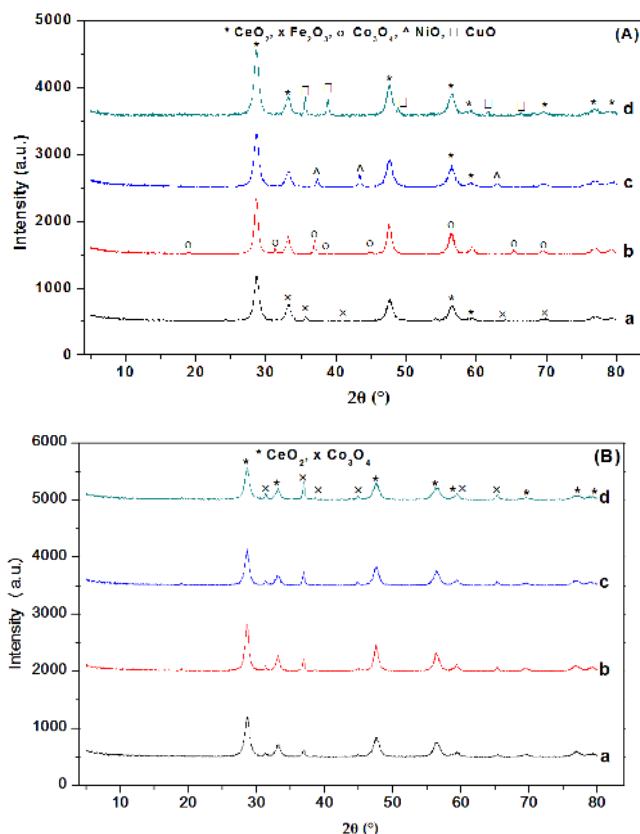 * CeO2, x Fe2O3, o Co3O4, ^ NiO, □ CuO
(A)
5000
4000
3000
2000
1000
0
Intensity (a.u.)
d
c
b
a
10 20 30 40 50 60 70 80
2θ (°)
* CeO2, x Co3O4
(B)
6000
5000
4000
3000
2000
1000
0
Intensity ( a.u.)
d
c
b
a
10 20 30 40 50 60 70 80
2θ (°)